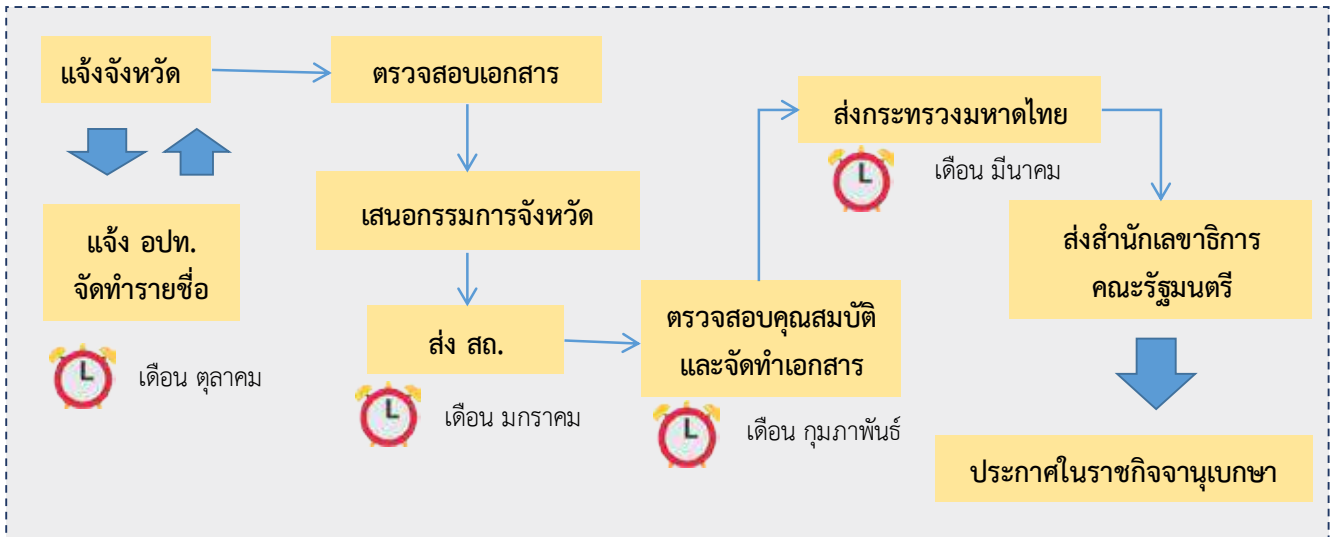 แจ้งจังหวัด
แจ้ง อปท.
จัดทำรายชื่อ
เดือน ตุลาคม
ตรวจสอบเอกสาร
เสนอกรรมการจังหวัด
ส่ง สถ.
เดือน มกราคม
ตรวจสอบคุณสมบัติ
และจัดทำเอกสาร
เดือน กุมภาพันธ์
ส่งกระทรวงมหาดไทย
เดือน มีนาคม
ส่งสำนักเลขาธิการ
คณะรัฐมนตรี
ประกาศในราชกิจจานุเบกษา